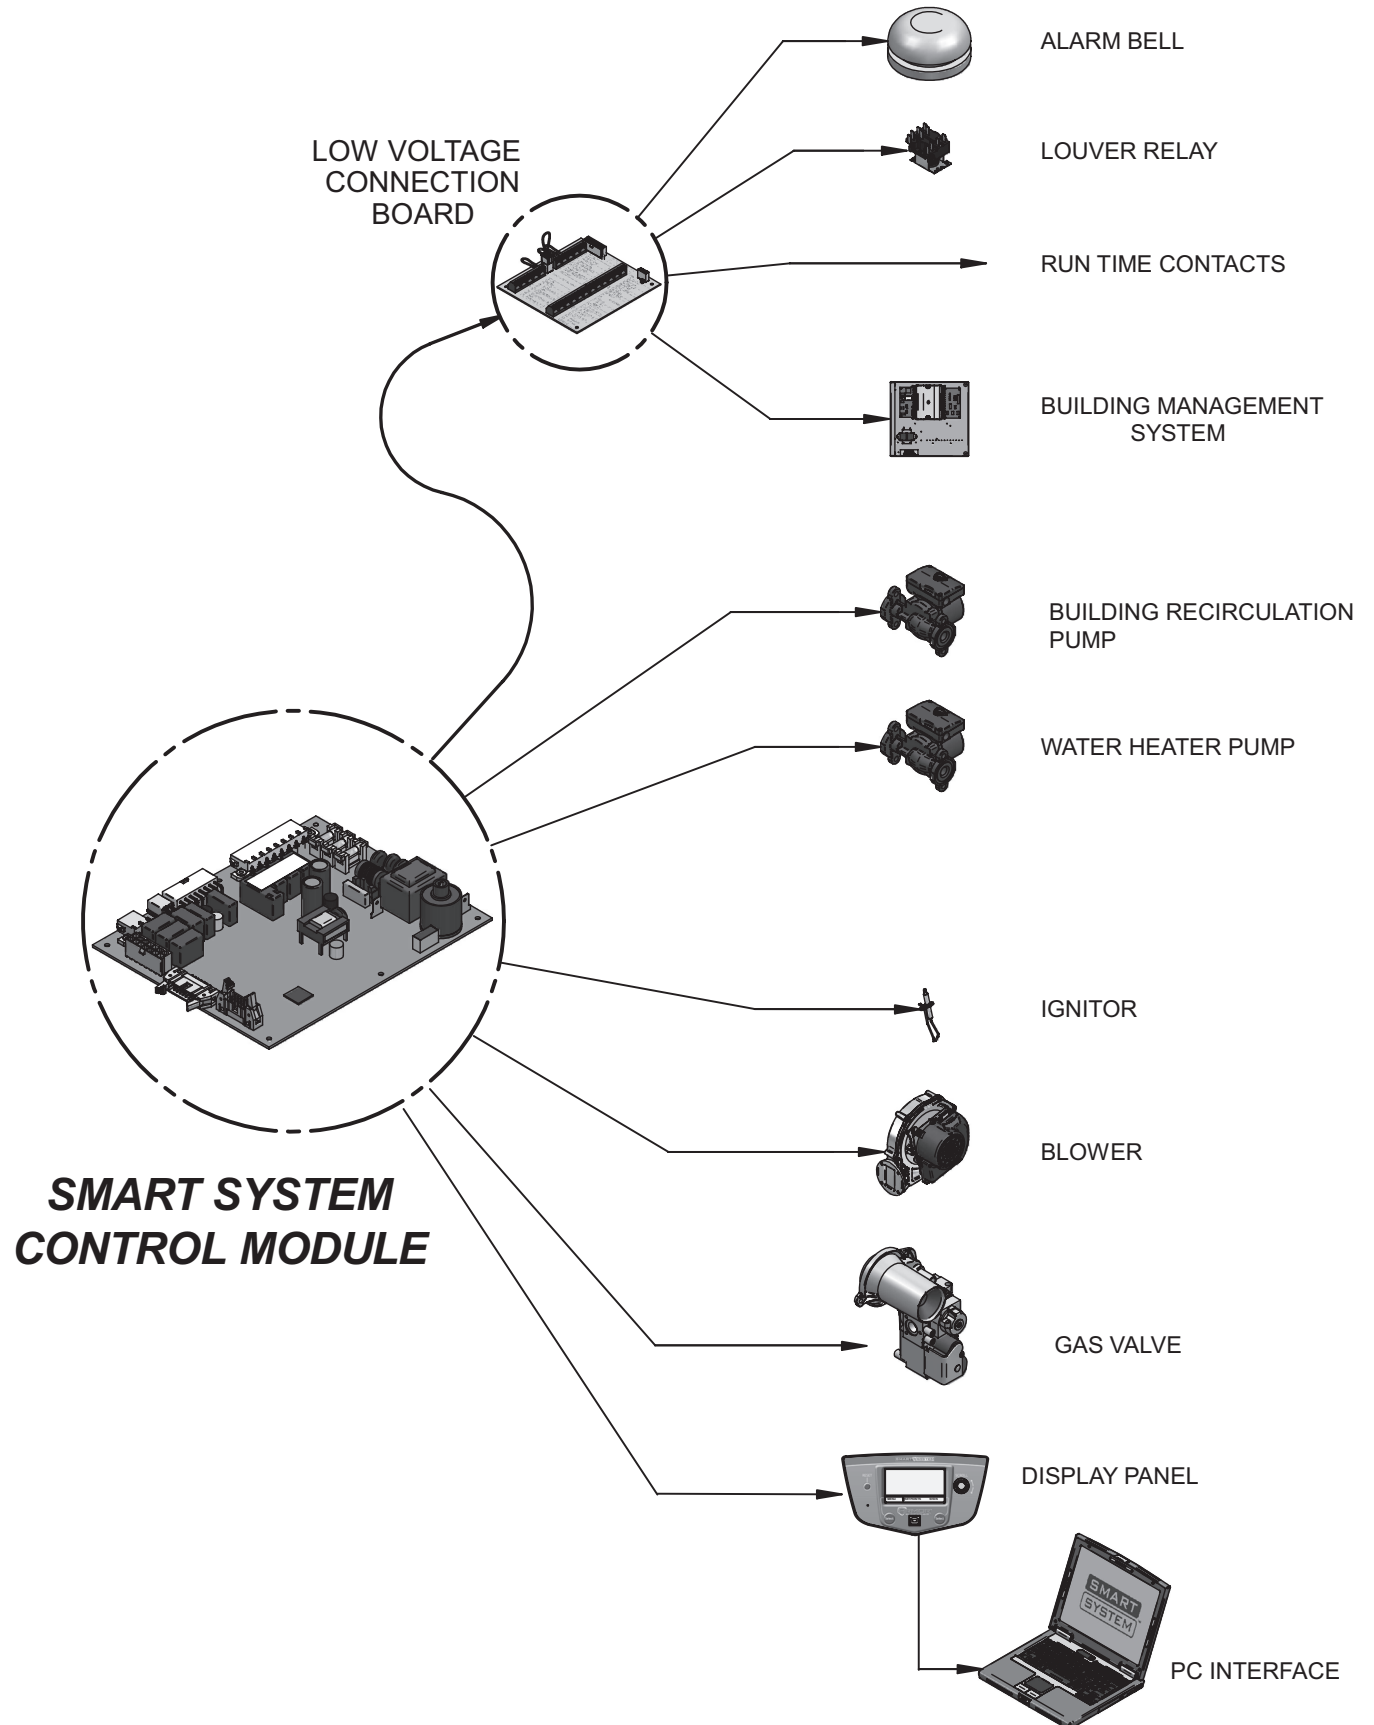 ALARM BELL
LOW VOLTAGE
CONNECTION
BOARD
LOUVER RELAY
RUN TIME CONTACTS
BUILDING MANAGEMENT
SYSTEM
BUILDING RECIRCULATION
PUMP
WATER HEATER PUMP
IGNITOR
BLOWER
SMART SYSTEM
CONTROL MODULE
GAS VALVE
DISPLAY PANEL
SMART
SYSTEM
PC INTERFACE